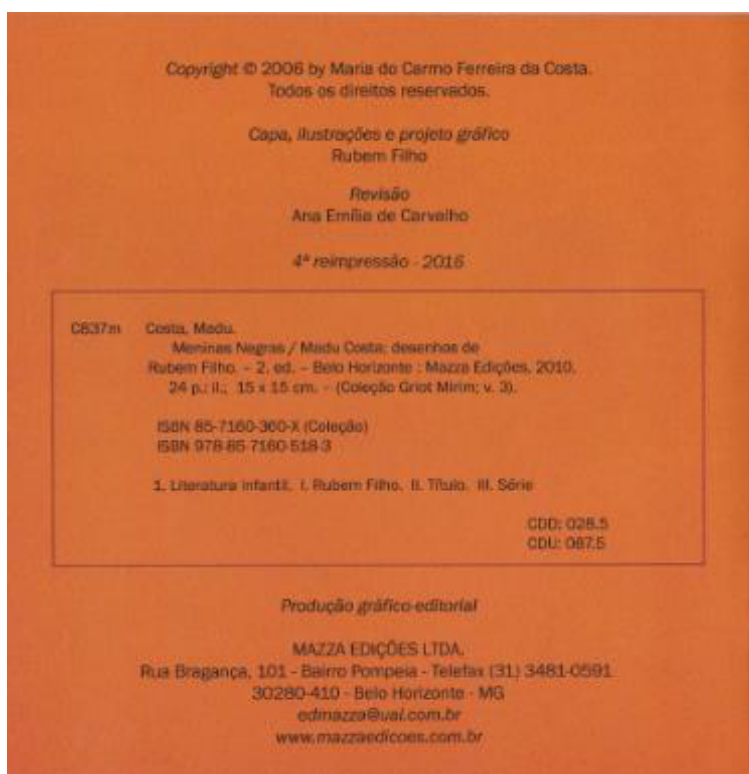 Copyright © 2006 by Maria do Carmo Ferreira da Costa.
Todos os direitos reservados.
Capa, ilustrações e projeto gráfico
Rubem Filho
Revisão
Ana Emília de Carvalho
4ª reimpressão - 2016
C837m Costa, Madu.
Meninas Negras / Madu Costa; desenhos de
Rubem Filho. – 2. ed. – Belo Horizonte : Mazza Edições, 2010.
24 p.; il.; 15 x 15 cm. – (Coleção Griot Mirim; v. 3).
ISBN 85-7160-360-X (Coleção)
ISBN 978-85-7160-518-3
1. Literatura infantil. I. Rubem Filho. II. Título. III. Série
CDD: 028.5
CDU: 087.5
Produção gráfico-editorial
MAZZA EDIÇÕES LTDA.
Rua Bragança, 101 - Bairro Pompeia - Telefax (31) 3481-0591
30280-410 - Belo Horizonte - MG
edmazza@uai.com.br
www.mazzaedicoes.com.br